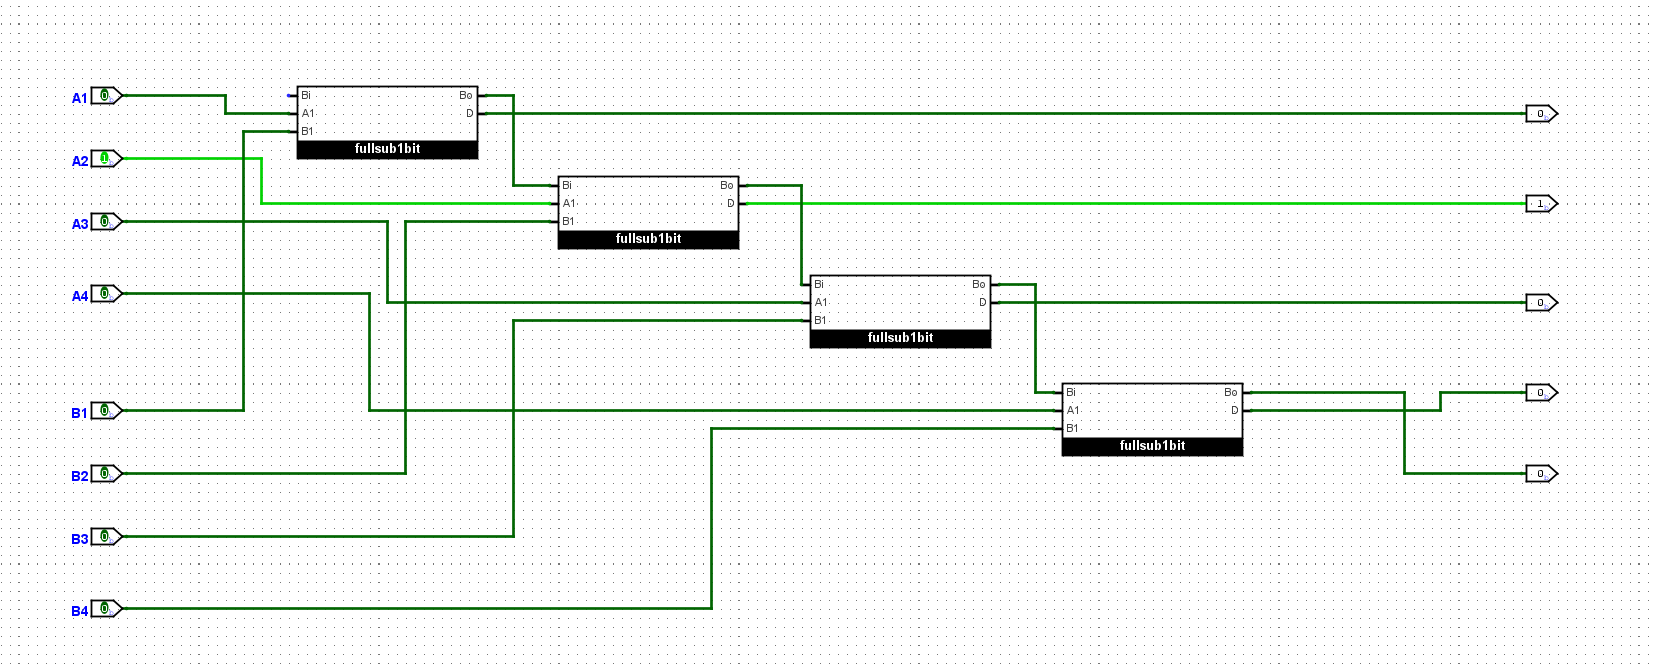 A1 0
Bi Bo
A1 D
B1
fullsub1bit
0
A2 1
Bi Bo
A1 D
B1
fullsub1bit
1
A3 0
A4 0
Bi Bo
A1 D
B1
fullsub1bit
0
Bi Bo
A1 D
B1
fullsub1bit
0
B1 0
B2 0
0
B3 0
B4 0